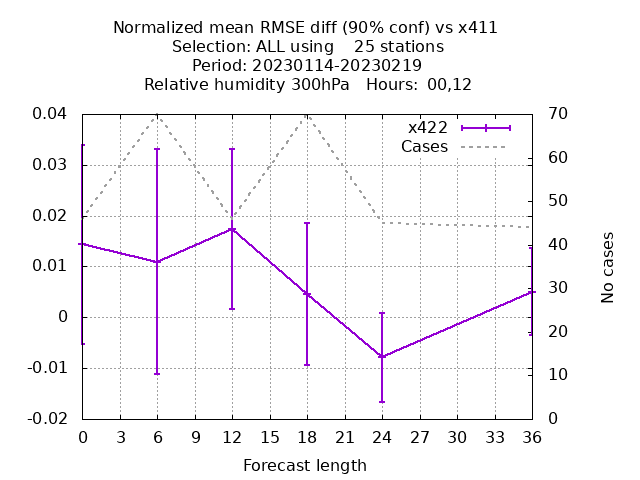 Normalized mean RMSE diff (90% conf) vs x411
Selection: ALL using    25 stations
Period: 20230114-20230219
Relative humidity 300hPa   Hours:  00,12
x422
Cases
0.04
0.03
0.02
0.01
0
-0.01
-0.02
70
60
50
40
30
20
10
0
No cases
0 3 6 9 12 15 18 21 24 27 30 33 36
Forecast length